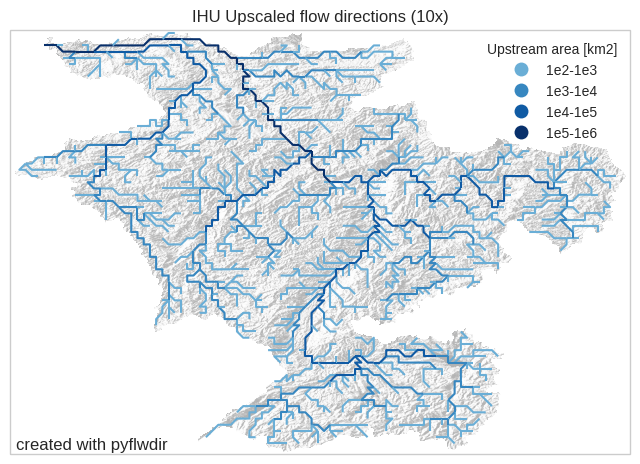 IHU Upscaled flow directions (10x)
Upstream area [km2]
1e2-1e3
1e3-1e4
1e4-1e5
1e5-1e6
created with pyflwdir